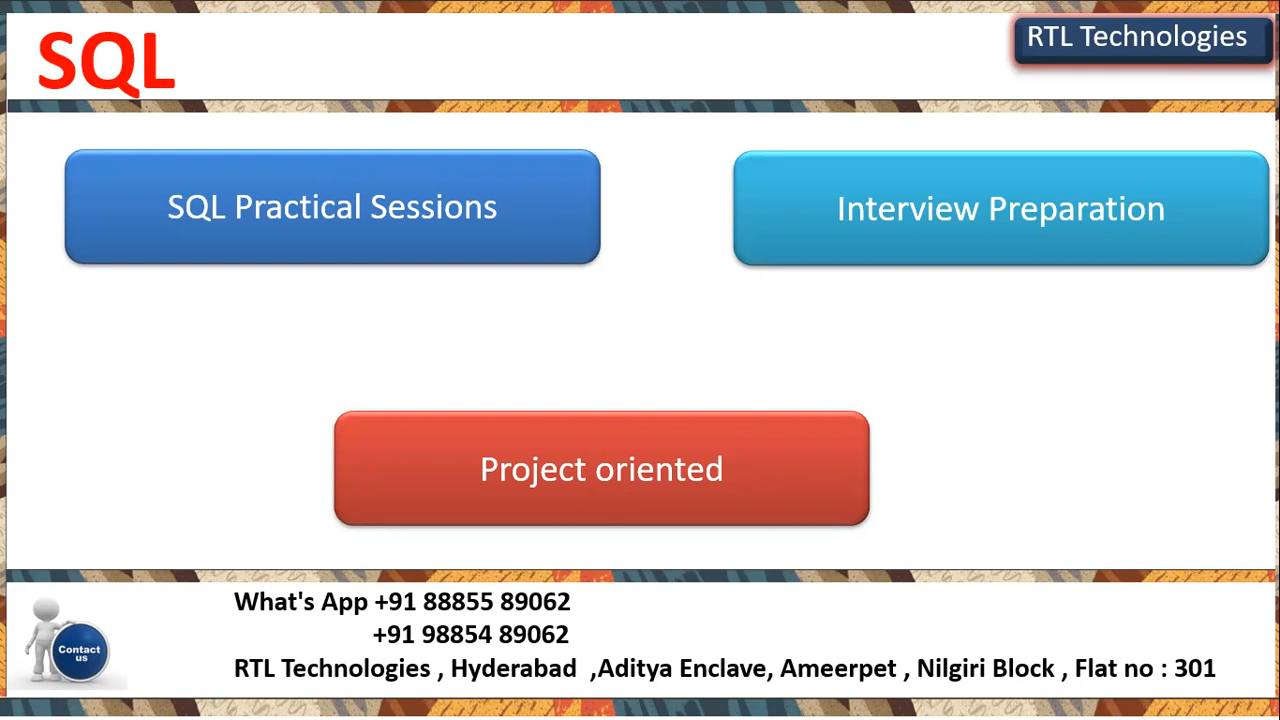 SQL
RTL Technologies
SQL Practical Sessions
Interview Preparation
Project oriented
What's App +91 88855 89062
+91 98854 89062
Contact us
RTL Technologies , Hyderabad ,Aditya Enclave, Ameerpet , Nilgiri Block , Flat no : 301